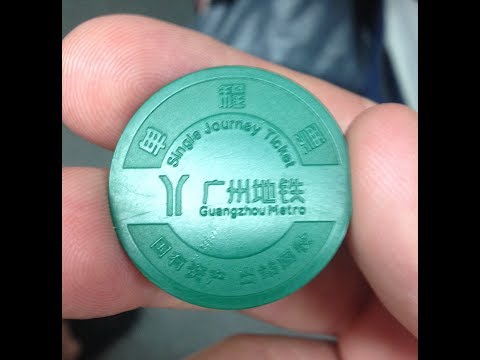 单程票
Single Journey Ticket
广州地铁
Guangzhou Metro
国有资产 出站回收